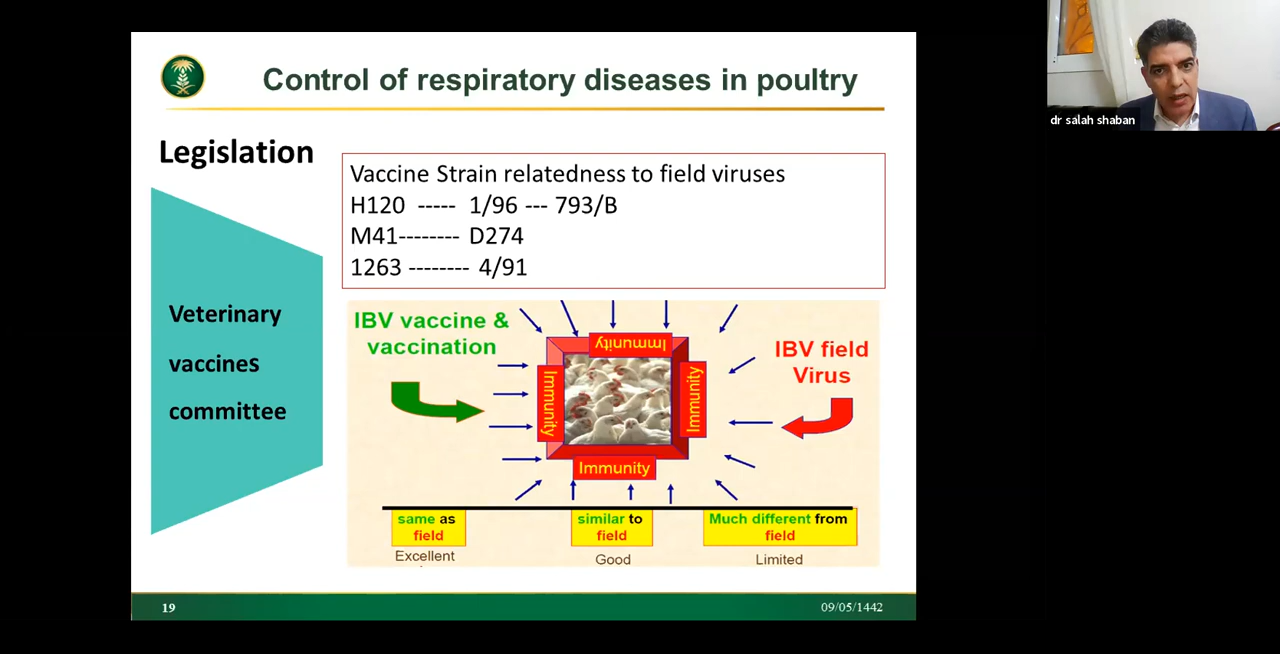 Control of respiratory diseases in poultry
dr salah shaban
Legislation
Vaccine Strain relatedness to field viruses
H120 ----- 1/96 --- 793/B
M41-------- D274
1263 -------- 4/91
Veterinary
vaccines
committee
IBV vaccine &
vaccination
Immunity
Immunity
Immunity
Immunity
IBV field
Virus
same as
field
Excellent
similar to
field
Good
Much different from
field
Limited
19
09/05/1442